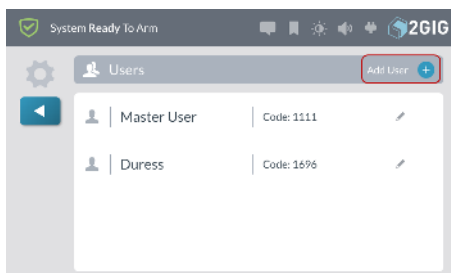 System Ready To Arm
2GIG
Users
Add User
Master User
Code: 1111
Duress
Code: 1696